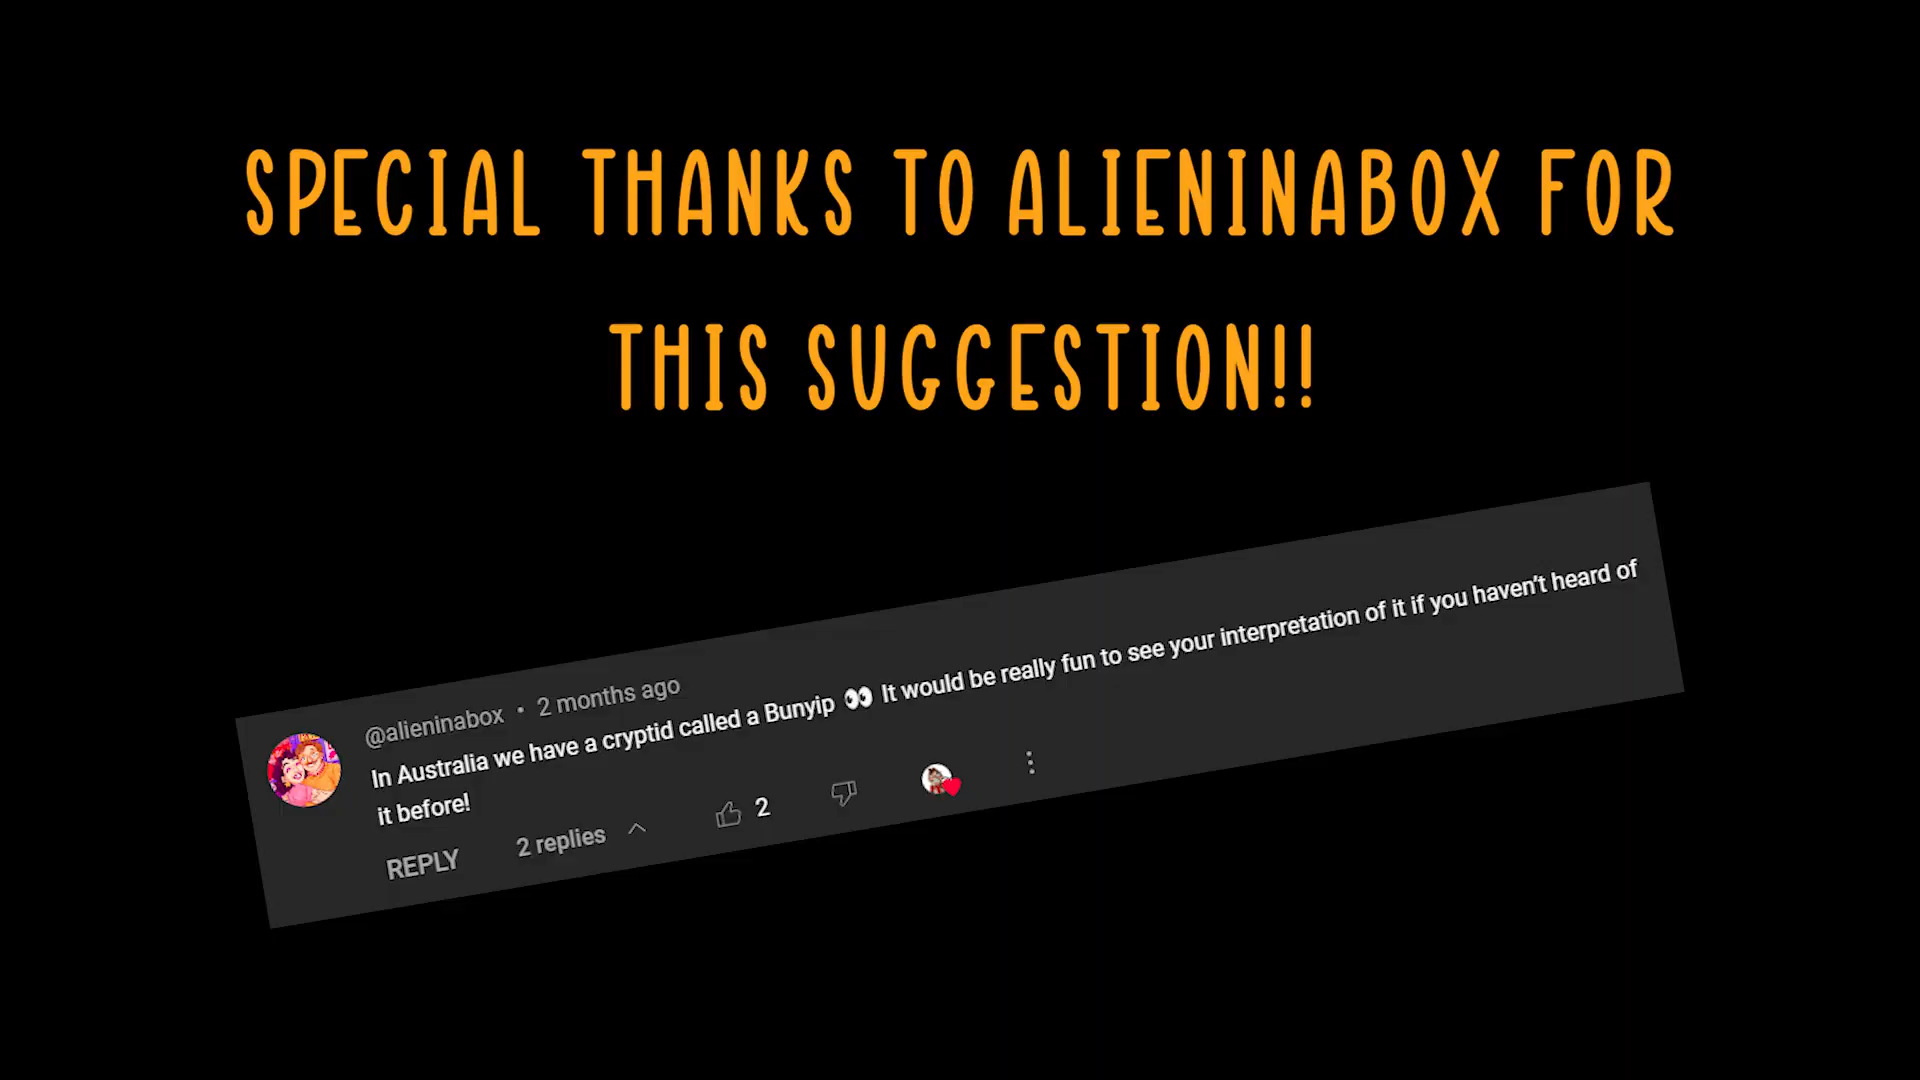 SPECIAL THANKS TO ALIENINABOX FOR
THIS SUGGESTION!!
@alieninabox • 2 months ago
In Australia we have a cryptid called a Bunyip 👀 It would be really fun to see your interpretation of it if you haven't heard of
it before!
REPLY 2 replies 2